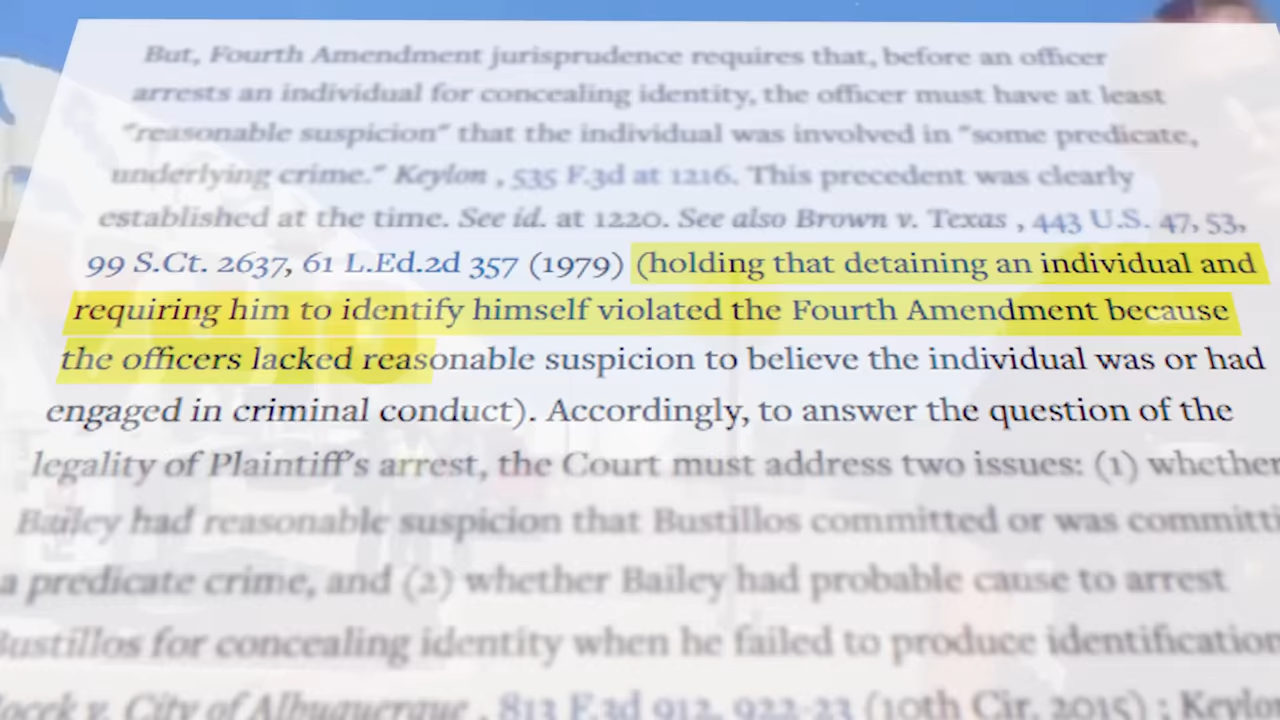 But, Fourth Amendment jurisprudence requires that, before an officer
arrests an individual for concealing identity, the officer must have at least
"reasonable suspicion" that the individual was involved in "some predicate,
underlying crime." Keylon , 535 F.3d at 1216. This precedent was clearly
established at the time. See id. at 1220. See also Brown v. Texas , 443 U.S. 47, 53,
99 S.Ct. 2637, 61 L.Ed.2d 357 (1979) (holding that detaining an individual and
requiring him to identify himself violated the Fourth Amendment because
the officers lacked reasonable suspicion to believe the individual was or had
engaged in criminal conduct). Accordingly, to answer the question of the
legality of Plaintiff's arrest, the Court must address two issues: (1) whether
Bailey had reasonable suspicion that Bustillos committed or was committi
a predicate crime, and (2) whether Bailey had probable cause to arrest
Bustillos for concealing identity when he failed to produce identification
v. City of Albuquerque , 813 F.3d 912, 922-23 (10th Cir. 2015) ; Keylo